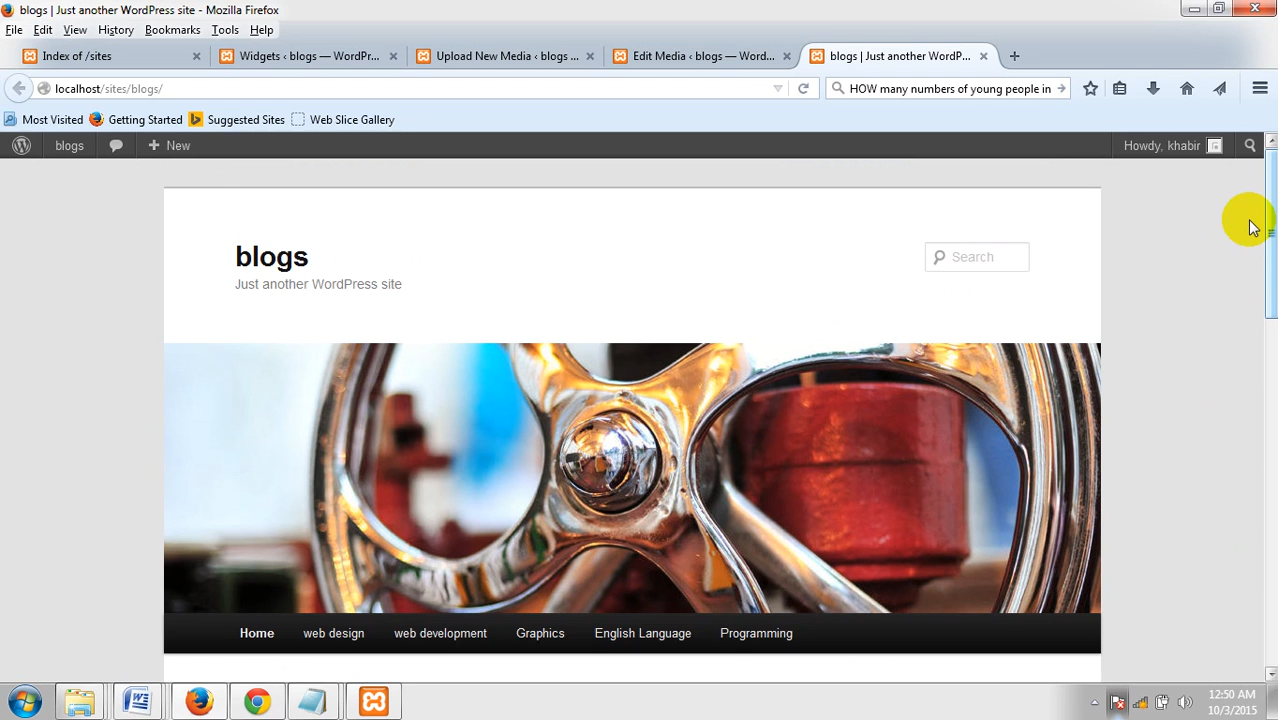 blogs | Just another WordPress site - Mozilla Firefox
File Edit View History Bookmarks Tools Help
Index of /sites
Widgets ‹ blogs — WordPr...
Upload New Media ‹ blogs ...
Edit Media ‹ blogs — Word...
blogs | Just another WordP...
localhost/sites/blogs/
HOW many numbers of young people in
Most Visited Getting Started Suggested Sites Web Slice Gallery
blogs + New Howdy, khabir
blogs
Search
Just another WordPress site
Home web design web development Graphics English Language Programming
12:50 AM
10/3/2015